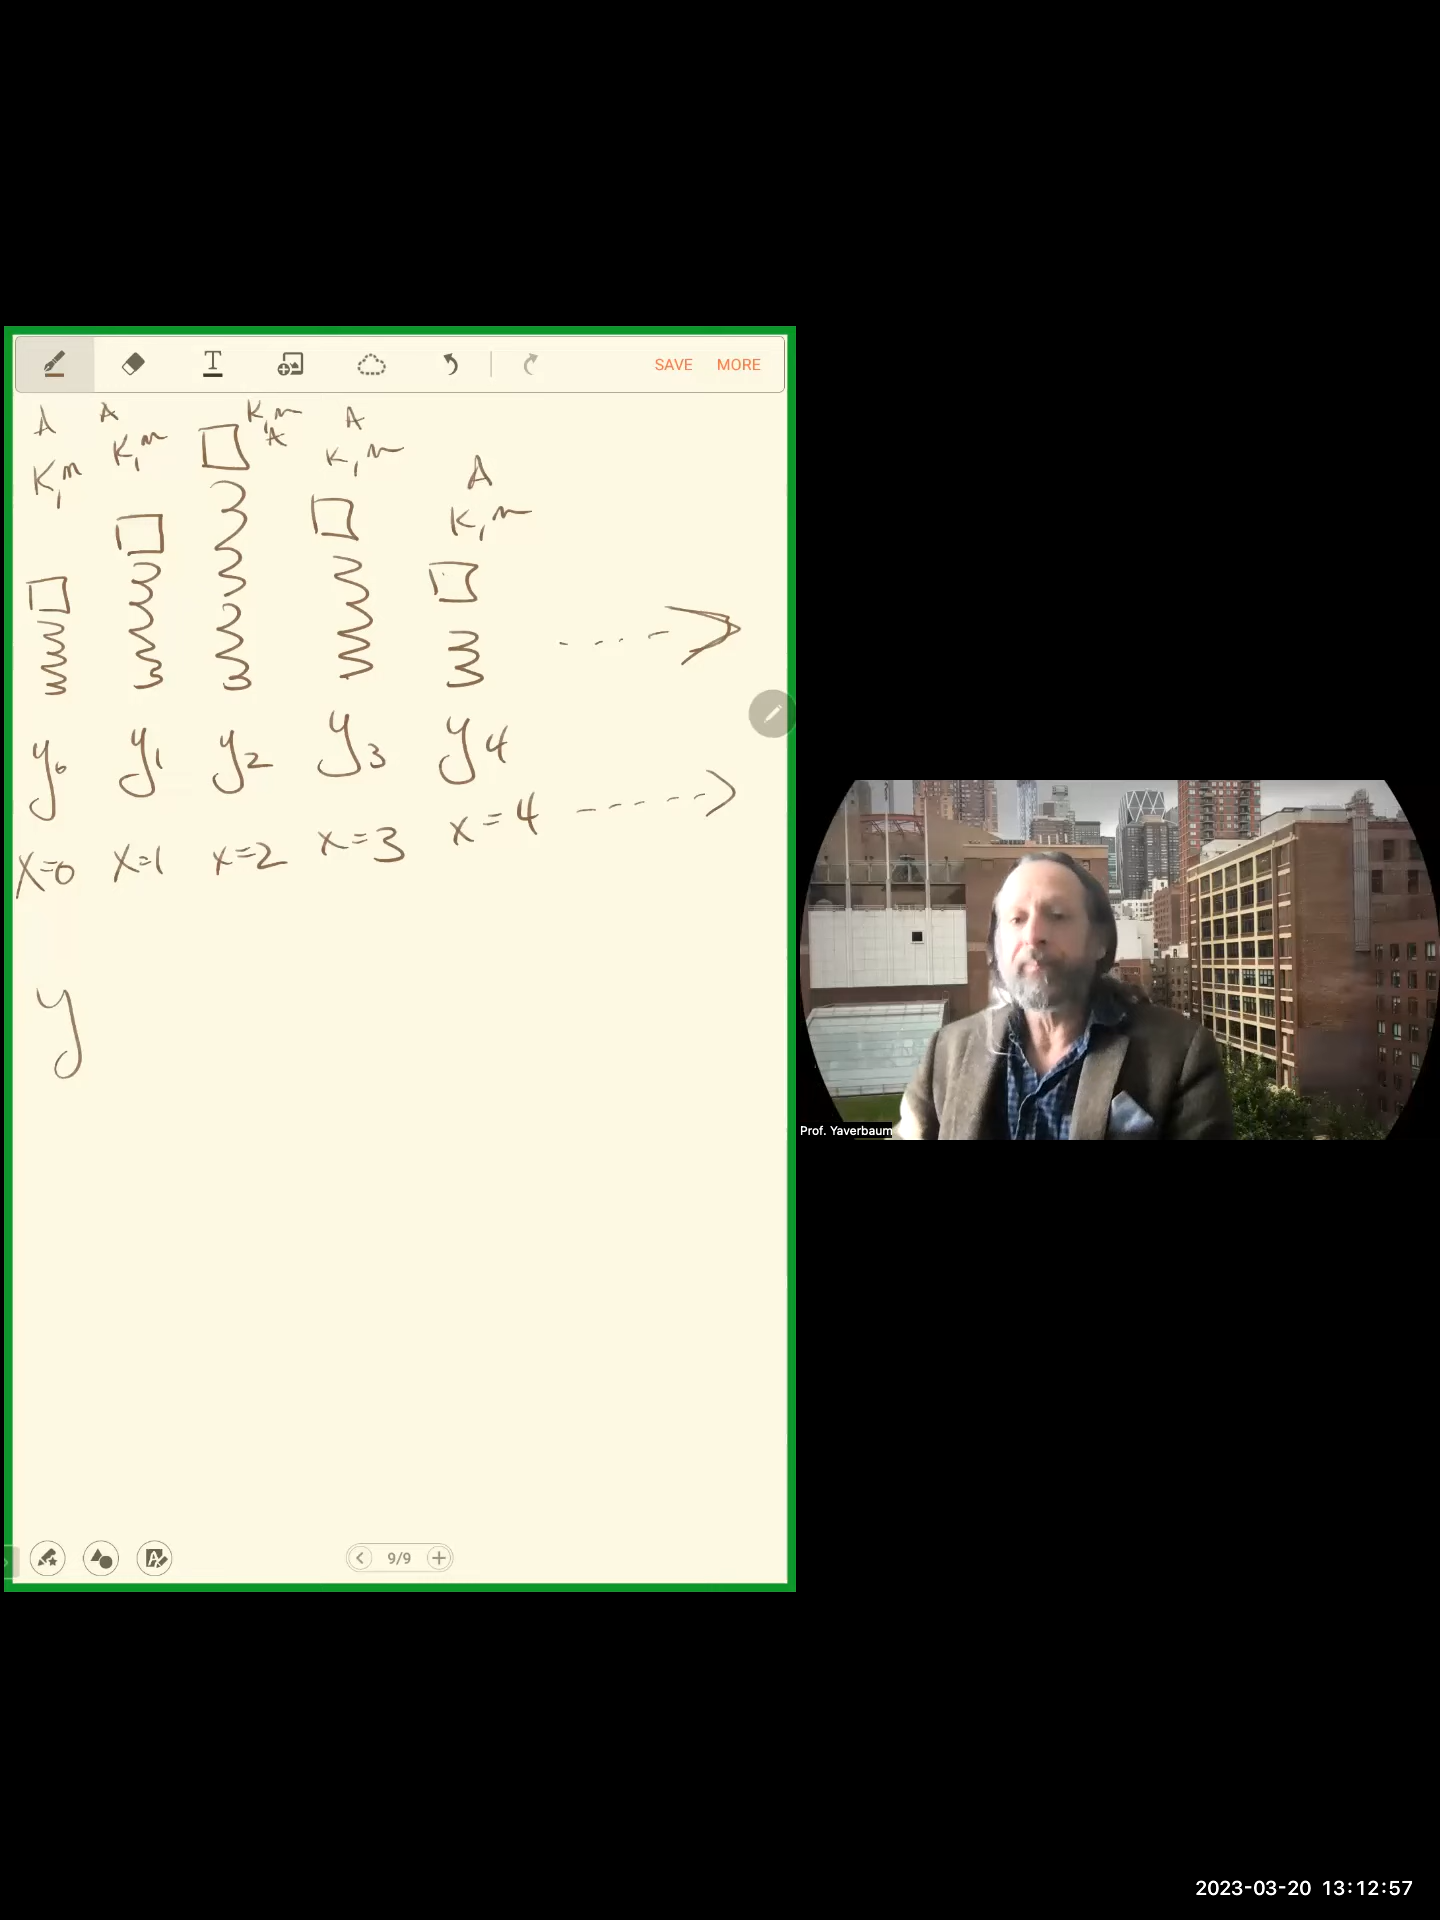 T SAVE MORE
A A K, m A
K, m K, m A K, m A
K, m
y0 y1 y2 y3 y4
x=0 x=1 x=2 x=3 x=4
y
Prof. Yaverbaum
A 9/9
2023-03-20 13:12:57